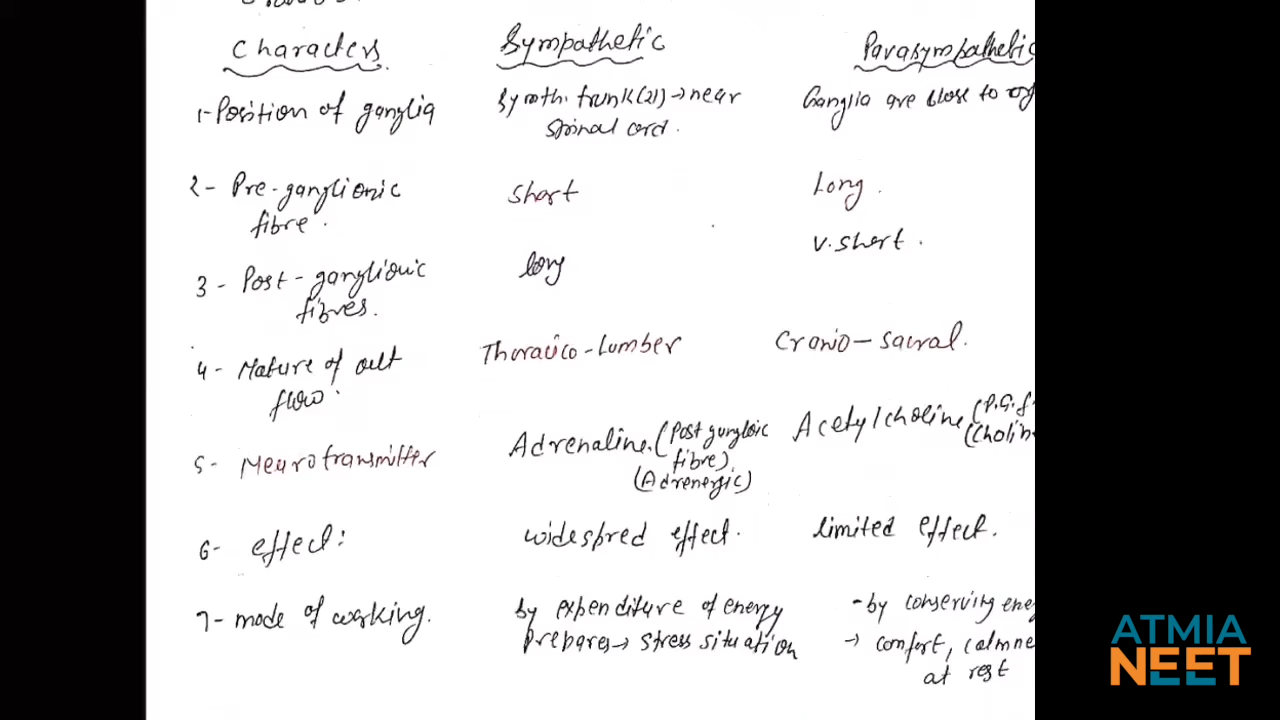 Characters Sympathetic Parasympathetic
1- Position of ganglia Symth. trunk(21) → near Ganglia are close to
spinal cord.
2- Pre-ganglionic short Long.
fibre.
3- Post-ganglionic long v.short.
fibres.
4- Nature of out Thoracico-Lumber Cranio-sacral.
flow.
5- Neurotransmitter Adrenaline. (Post gangloic Acetylcholine (P.G.f
fibre) (Cholin
(Adrenergic)
6- effect: widespred effect. limited effect.
7- mode of working. by expenditure of energy - by conserving ene
prepares → stress situation → comfort, calmne
at rest
ATMIA
NEET